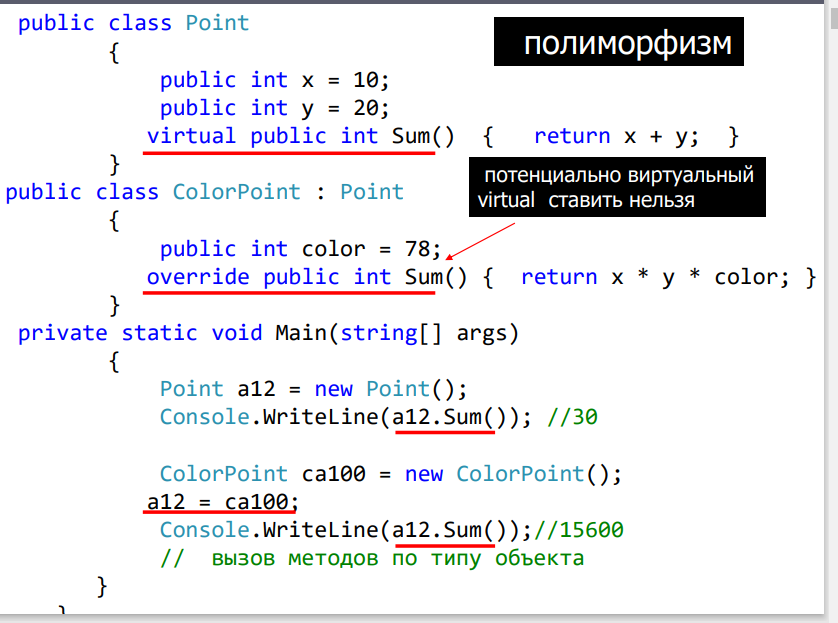 public class Point
полиморфизм
{
public int x = 10;
public int y = 20;
virtual public int Sum() { return x + y; }
}
потенциально виртуальный
virtual ставить нельзя
public class ColorPoint : Point
{
public int color = 78;
override public int Sum() { return x * y * color; }
}
private static void Main(string[] args)
{
Point a12 = new Point();
Console.WriteLine(a12.Sum()); //30
ColorPoint ca100 = new ColorPoint();
a12 = ca100;
Console.WriteLine(a12.Sum());//15600
// вызов методов по типу объекта
}
}